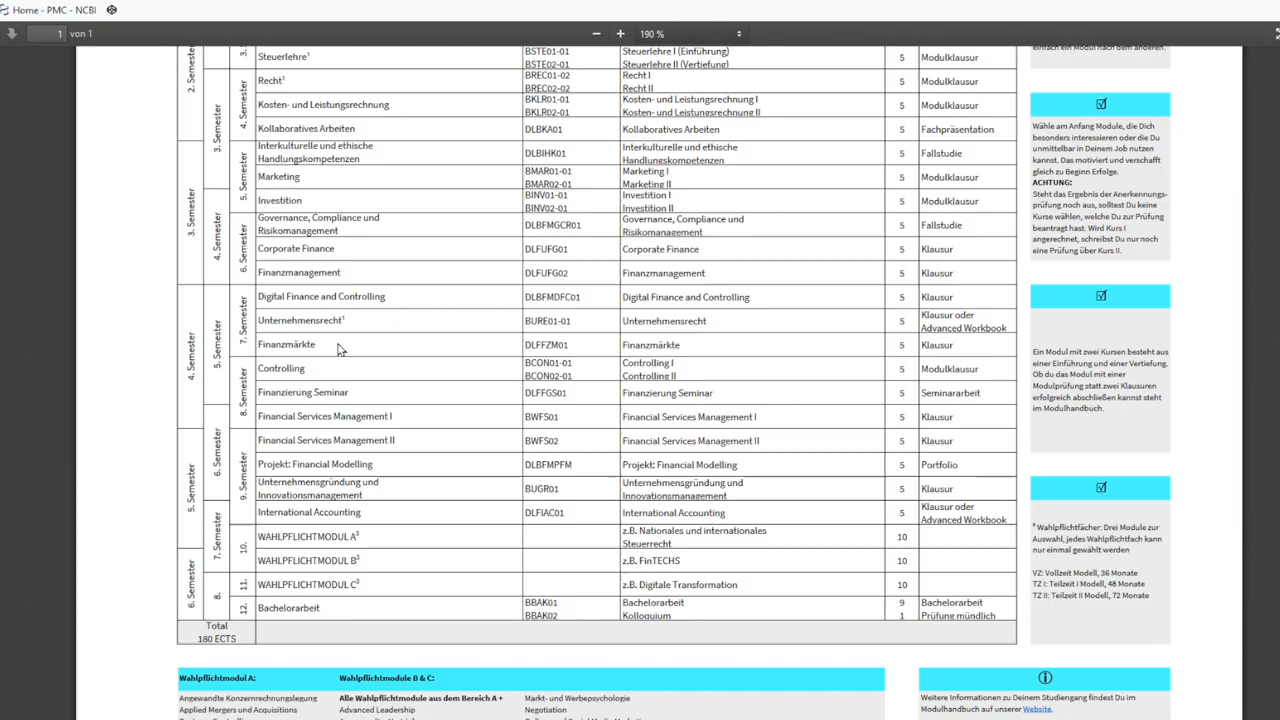 Home - PMC - NCBI
1 von 1
190 %
einfach ein Modul nach dem anderen.
2. Semester
3. Semester
4. Semester
Steuerlehre¹ BSTE01-01 Steuerlehre I (Einführung) 5 Modulklausur
BSTE02-01 Steuerlehre II (Vertiefung)
Recht¹ BREC01-02 Recht I 5 Modulklausur
BREC02-02 Recht II
Kosten- und Leistungsrechnung BKLR01-01 Kosten- und Leistungsrechnung I 5 Modulklausur
BKLR02-01 Kosten- und Leistungsrechnung II
Kollaboratives Arbeiten DLBKA01 Kollaboratives Arbeiten 5 Fachpräsentation
3. Semester
4. Semester
5. Semester
6. Semester
Interkulturelle und ethische Handlungskompetenzen DLBIHK01 Interkulturelle und ethische Handlungskompetenzen 5 Fallstudie
Marketing BMAR01-01 Marketing I 5 Modulklausur
BMAR02-01 Marketing II
Investition BINV01-01 Investition I 5 Modulklausur
BINV02-01 Investition II
Governance, Compliance und Risikomanagement DLBFMGCR01 Governance, Compliance und Risikomanagement 5 Fallstudie
Corporate Finance DLFUFG01 Corporate Finance 5 Klausur
Finanzmanagement DLFUFG02 Finanzmanagement 5 Klausur
4. Semester
5. Semester
7. Semester
8. Semester
Digital Finance and Controlling DLBFMDFC01 Digital Finance and Controlling 5 Klausur
Unternehmensrecht¹ BURE01-01 Unternehmensrecht 5 Klausur oder Advanced Workbook
Finanzmärkte DLFFZM01 Finanzmärkte 5 Klausur
Controlling BCON01-01 Controlling I 5 Modulklausur
BCON02-01 Controlling II
Finanzierung Seminar DLFFGS01 Finanzierung Seminar 5 Seminararbeit
Financial Services Management I BWFS01 Financial Services Management I 5 Klausur
5. Semester
6. Semester
9. Semester
Financial Services Management II BWFS02 Financial Services Management II 5 Klausur
Projekt: Financial Modelling DLBFMPFM Projekt: Financial Modelling 5 Portfolio
Unternehmensgründung und Innovationsmanagement BUGR01 Unternehmensgründung und Innovationsmanagement 5 Klausur
International Accounting DLFIAC01 International Accounting 5 Klausur oder Advanced Workbook
6. Semester
7. Semester
8.
10. WAHLPFLICHTMODUL A³ z.B. Nationales und internationales Steuerrecht 10
WAHLPFLICHTMODUL B³ z.B. FinTECHS 10
11. WAHLPFLICHTMODUL C³ z.B. Digitale Transformation 10
12. Bachelorarbeit BBAK01 Bachelorarbeit 9 Bachelorarbeit
BBAK02 Kolloquium 1 Prüfung mündlich
Total
180 ECTS
Wähle am Anfang Module, die Dich
besonders interessieren oder die Du
unmittelbar in Deinem Job nutzen
kannst. Das motiviert und verschafft
gleich zu Beginn Erfolge.
ACHTUNG:
Steht das Ergebnis der Anerkennungs-
prüfung noch aus, solltest Du keine
Kurse wählen, welche Du zur Prüfung
beantragt hast. Wird Kurs I
angerechnet, schreibst Du nur noch
eine Prüfung über Kurs II.
Ein Modul mit zwei Kursen besteht aus
einer Einführung und einer Vertiefung.
Ob du das Modul mit einer
Modulprüfung statt zwei Klausuren
erfolgreich abschließen kannst steht
im Modulhandbuch.
³ Wahlpflichtfächer: Drei Module zur
Auswahl, jedes Wahlpflichtfach kann
nur einmal gewählt werden
VZ: Vollzeit Modell, 36 Monate
TZ I: Teilzeit I Modell, 48 Monate
TZ II: Teilzeit II Modell, 72 Monate
Wahlpflichtmodul A: Wahlpflichtmodule B & C:
Angewandte Konzernrechnungslegung Alle Wahlpflichtmodule aus dem Bereich A + Markt- und Werbepsychologie
Applied Mergers and Acquisitions Advanced Leadership Negotiation
Weitere Informationen zu Deinem Studiengang findest Du im
Modulhandbuch auf unserer Website.